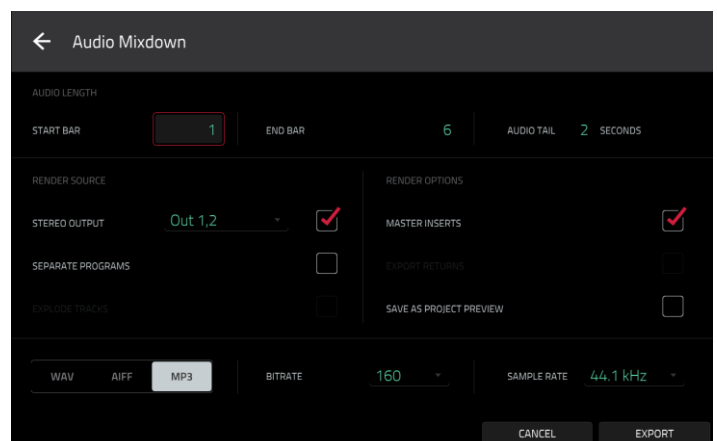 Audio Mixdown
AUDIO LENGTH
START BAR 1 END BAR 6 AUDIO TAIL 2 SECONDS
RENDER SOURCE RENDER OPTIONS
STEREO OUTPUT Out 1,2 MASTER INSERTS
SEPARATE PROGRAMS EXPORT RETURNS
EXPLODE TRACKS SAVE AS PROJECT PREVIEW
WAV AIFF MP3 BITRATE 160 SAMPLE RATE 44.1 kHz
CANCEL EXPORT